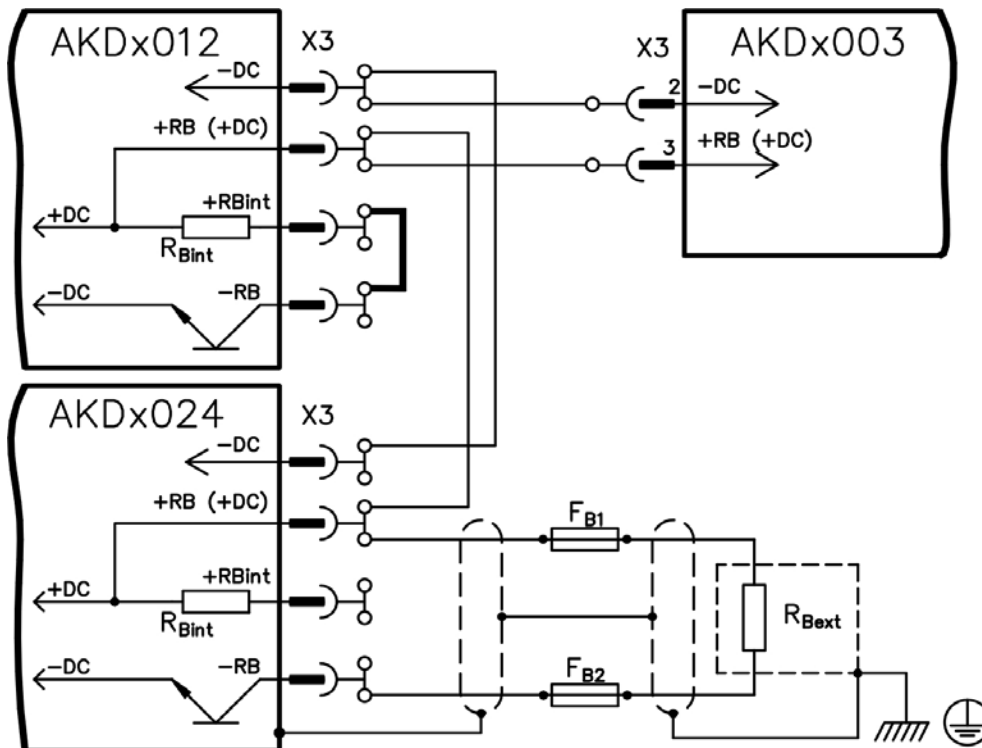 AKDx012
X3
-DC
+RB (+DC)
+DC
+RBint
RBint
-DC
-RB
X3
AKDx003
2
-DC
3
+RB (+DC)
AKDx024
X3
-DC
+RB (+DC)
+DC
+RBint
RBint
-DC
-RB
FB1
FB2
RBext